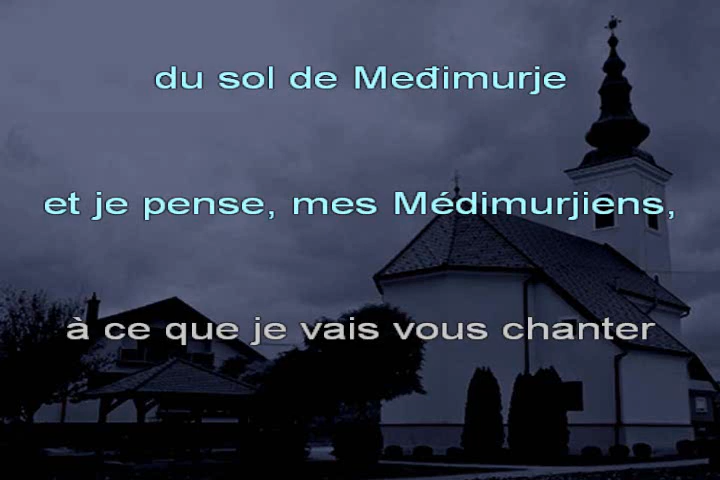 du sol de Međimurje
et je pense, mes Médimurjiens,
à ce que je vais vous chanter